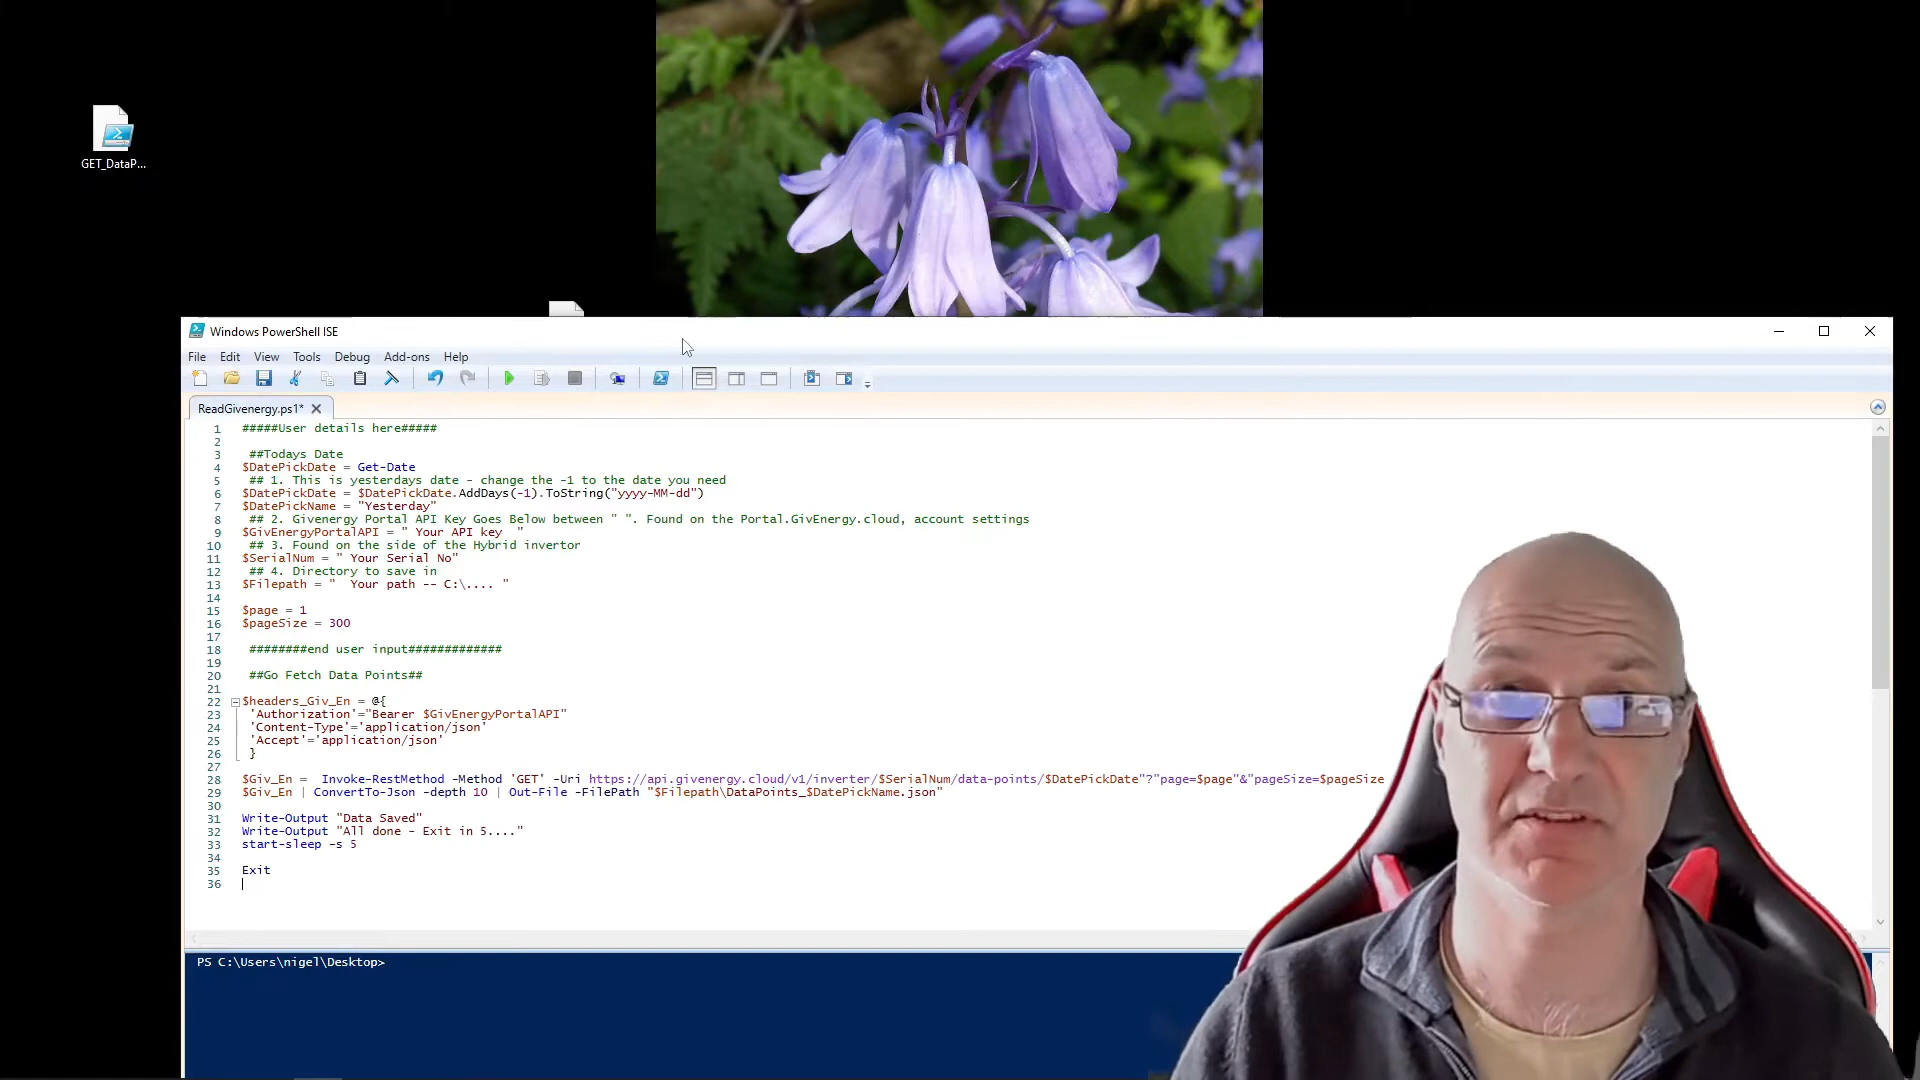 GET_DataP...
Windows PowerShell ISE
File Edit View Tools Debug Add-ons Help
ReadGivenergy.ps1*
1 #####User details here#####
2
3 ##Todays Date
4 $DatePickDate = Get-Date
5 ## 1. This is yesterdays date - change the -1 to the date you need
6 $DatePickDate = $DatePickDate.AddDays(-1).ToString("yyyy-MM-dd")
7 $DatePickName = "Yesterday"
8 ## 2. Givenergy Portal API Key Goes Below between " ". Found on the Portal.GivEnergy.cloud, account settings
9 $GivEnergyPortalAPI = " Your API key  "
10 ## 3. Found on the side of the Hybrid invertor
11 $SerialNum = " Your Serial No"
12 ## 4. Directory to save in
13 $Filepath = "  Your path -- C:\.... "
14
15 $page = 1
16 $pageSize = 300
17
18 ########end user input#############
19
20 ##Go Fetch Data Points##
21
22 $headers_Giv_En = @{
23 'Authorization'="Bearer $GivEnergyPortalAPI"
24 'Content-Type'='application/json'
25 'Accept'='application/json'
26 }
27
28 $Giv_En =  Invoke-RestMethod -Method 'GET' -Uri https://api.givenergy.cloud/v1/inverter/$SerialNum/data-points/$DatePickDate"?"page=$page"&"pageSize=$pageSize
29 $Giv_En | ConvertTo-Json -depth 10 | Out-File -FilePath "$Filepath\DataPoints_$DatePickName.json"
30
31 Write-Output "Data Saved"
32 Write-Output "All done - Exit in 5...."
33 start-sleep -s 5
34
35 Exit
36
PS C:\Users\nigel\Desktop>